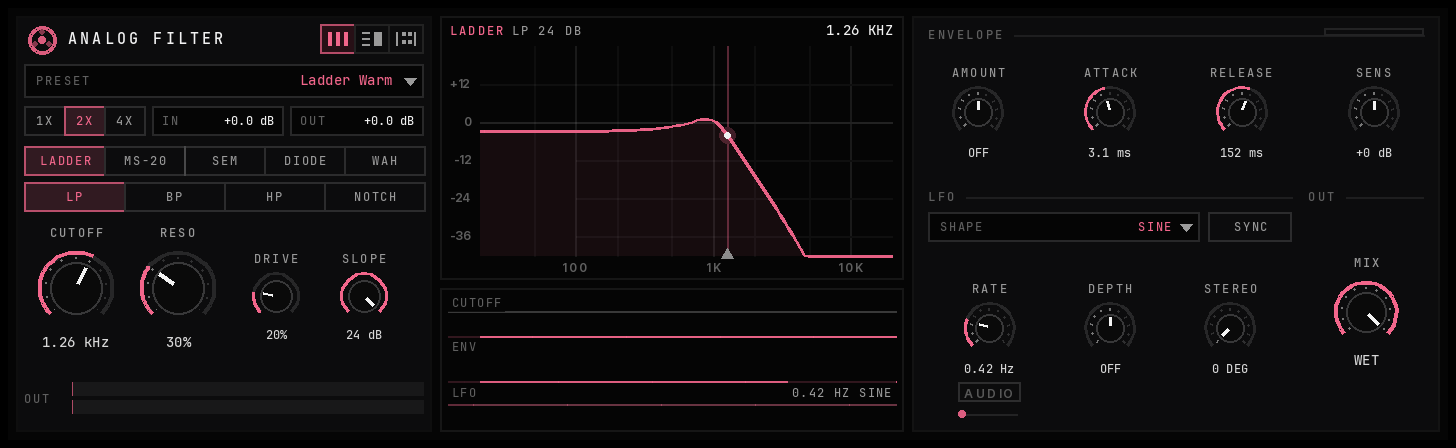 ANALOG FILTER
PRESET Ladder Warm
1X 2X 4X IN +0.0 dB OUT +0.0 dB
LADDER MS-20 SEM DIODE WAH
LP BP HP NOTCH
CUTOFF RESO DRIVE SLOPE
1.26 kHz 30% 20% 24 dB
OUT
LADDER LP 24 DB 1.26 KHZ
+12
0
-12
-24
-36
100 1K 10K
CUTOFF
ENV
LFO 0.42 HZ SINE
ENVELOPE
AMOUNT ATTACK RELEASE SENS
OFF 3.1 ms 152 ms +0 dB
LFO OUT
SHAPE SINE SYNC
MIX
RATE DEPTH STEREO
WET
0.42 Hz OFF 0 DEG
AUDIO